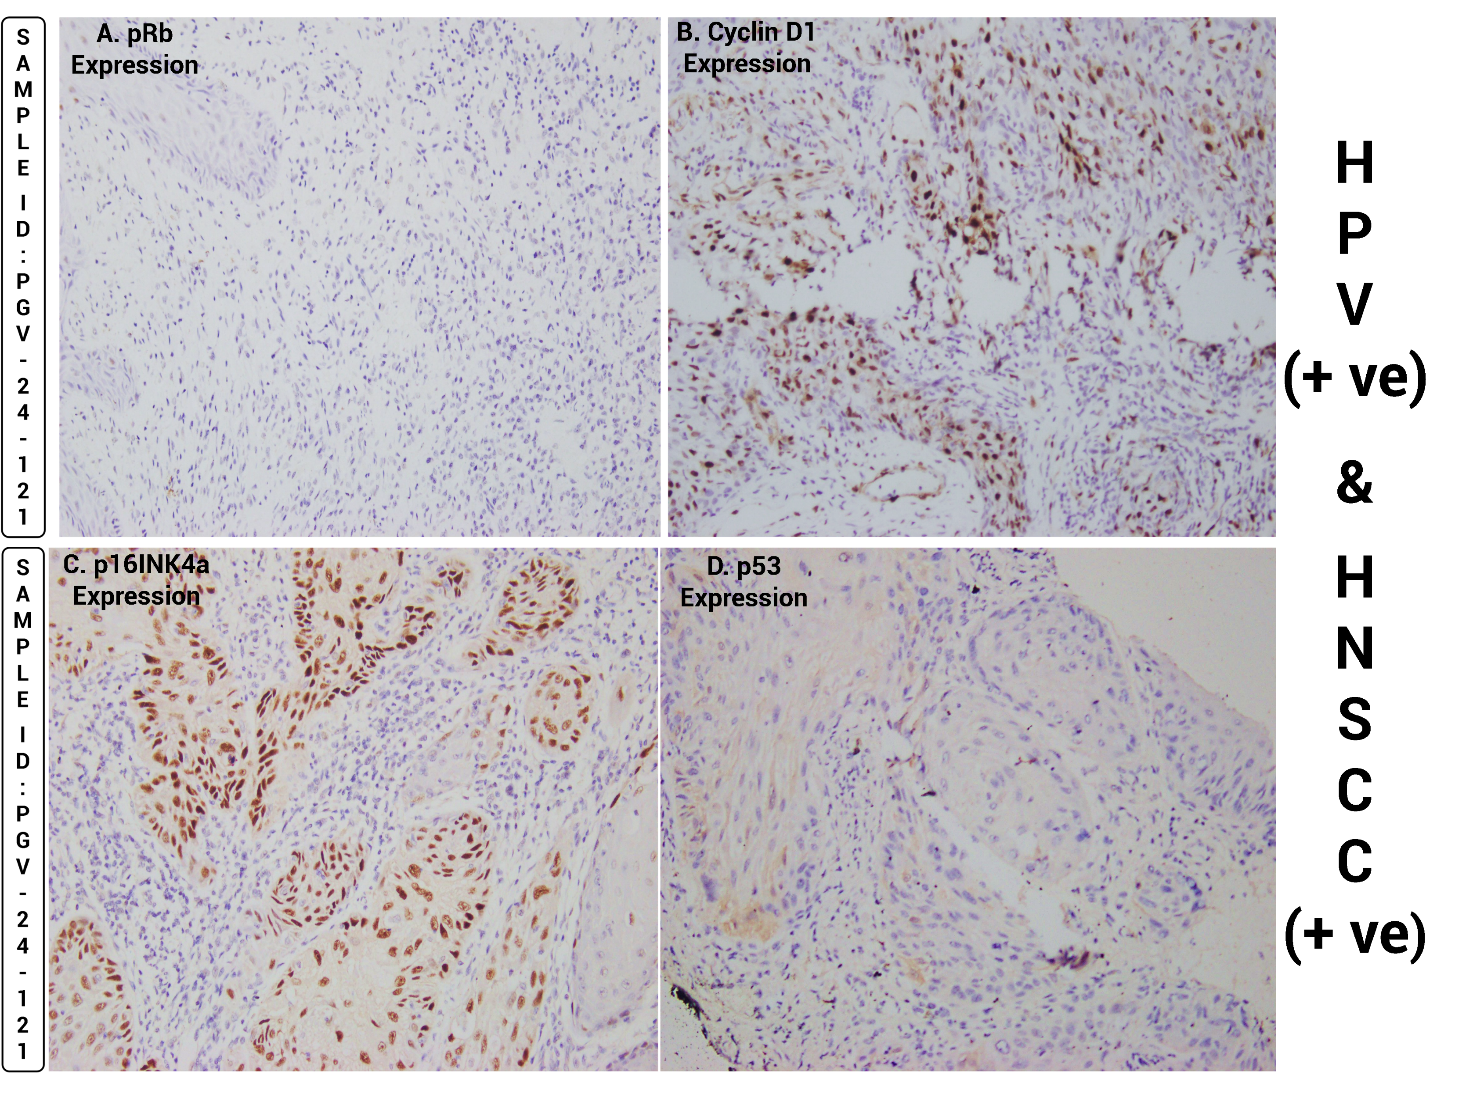 SAMPLE ID: PGV-24-121
A. pRb
Expression
B. Cyclin D1
Expression
SAMPLE ID: PGV-24-121
C. p16INK4a
Expression
D. p53
Expression
HPV
(+ ve)
&
HNSCC
(+ ve)